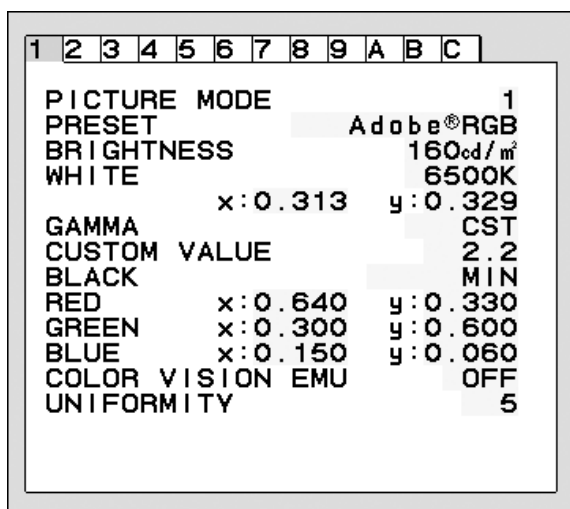 1 2 3 4 5 6 7 8 9 A B C
PICTURE MODE 1
PRESET Adobe®RGB
BRIGHTNESS 160cd/㎡
WHITE 6500K
x:0.313 y:0.329
GAMMA CST
CUSTOM VALUE 2.2
BLACK MIN
RED x:0.640 y:0.330
GREEN x:0.300 y:0.600
BLUE x:0.150 y:0.060
COLOR VISION EMU OFF
UNIFORMITY 5